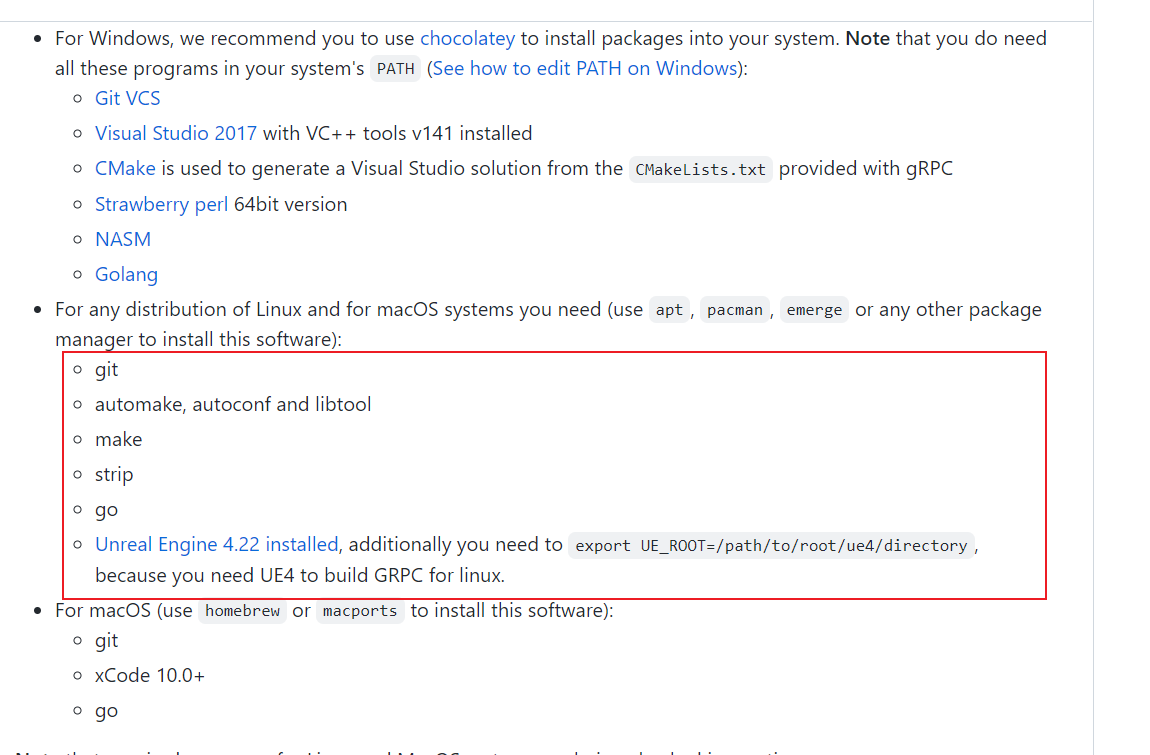 For Windows, we recommend you to use chocolatey to install packages into your system. Note that you do need
all these programs in your system's PATH (See how to edit PATH on Windows):
Git VCS
Visual Studio 2017 with VC++ tools v141 installed
CMake is used to generate a Visual Studio solution from the CMakeLists.txt provided with gRPC
Strawberry perl 64bit version
NASM
Golang
For any distribution of Linux and for macOS systems you need (use apt, pacman, emerge or any other package
manager to install this software):
git
automake, autoconf and libtool
make
strip
go
Unreal Engine 4.22 installed, additionally you need to export UE_ROOT=/path/to/root/ue4/directory,
because you need UE4 to build GRPC for linux.
For macOS (use homebrew or macports to install this software):
git
xCode 10.0+
go